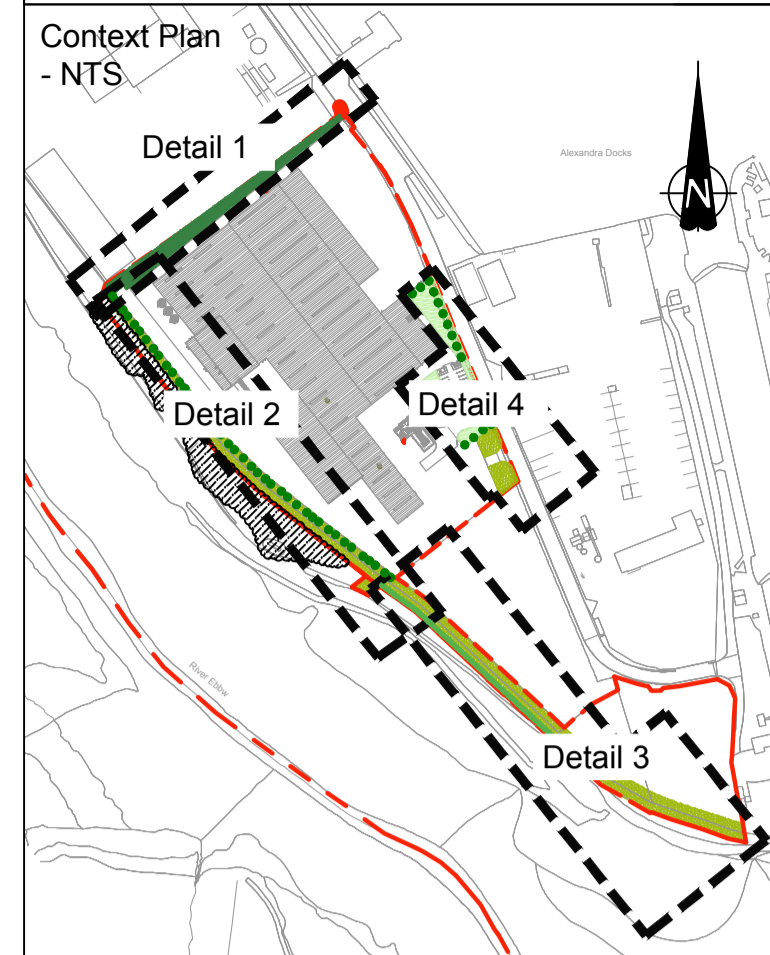 Context Plan
- NTS
Detail 1
Alexandra Docks
N
Detail 2
Detail 4
River Ebbw
Detail 3